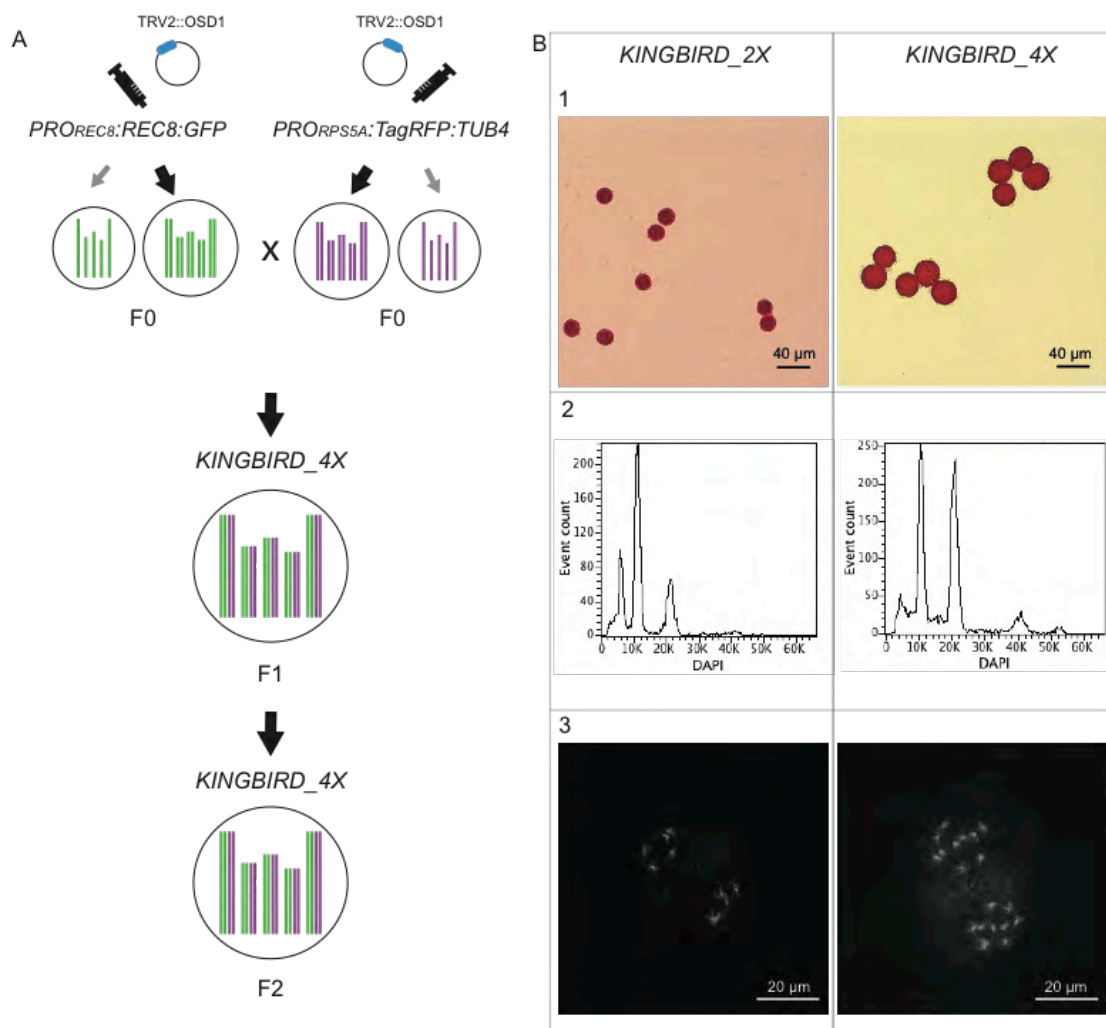 A
TRV2::OSD1
TRV2::OSD1
PROREC8:REC8:GFP
PRORPS5A:TagRFP:TUB4
X
F0
F0
KINGBIRD_4X
F1
KINGBIRD_4X
F2
B
KINGBIRD_2X
KINGBIRD_4X
1
40 µm
40 µm
2
Event count
200
160
120
80
40
0
0 10K 20K 30K 40K 50K 60K
DAPI
Event count
250
200
150
100
50
0
0 10K 20K 30K 40K 50K 60K
DAPI
3
20 µm
20 µm